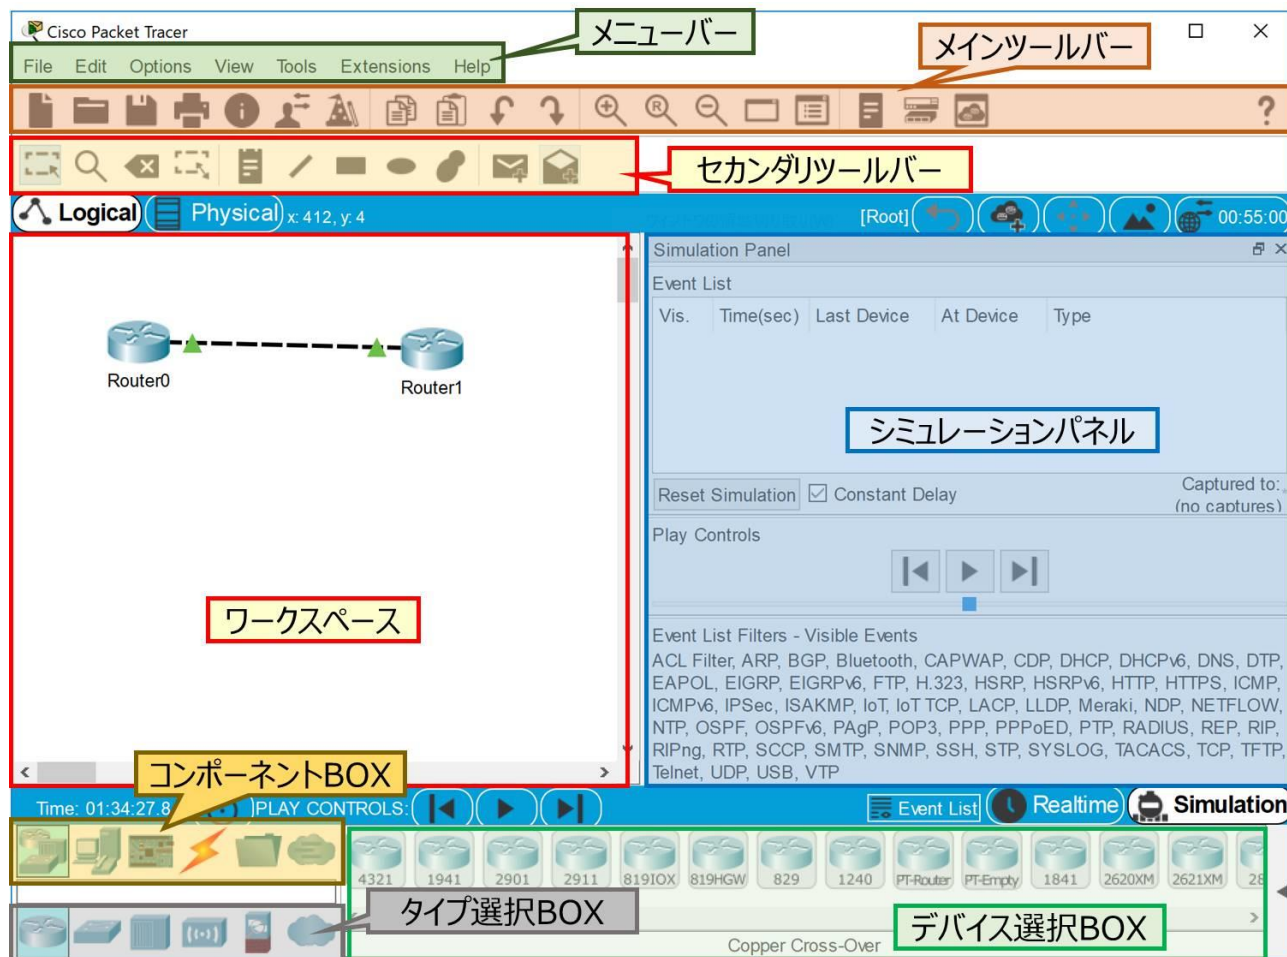 Cisco Packet Tracer
メニューバー
メインツールバー
File Edit Options View Tools Extensions Help
セカンダリツールバー
Logical Physical x: 412, y: 4 [Root] 00:55:00
Simulation Panel
Event List
Vis. Time(sec) Last Device At Device Type
Router0
Router1
シミュレーションパネル
Reset Simulation Constant Delay Captured to:
(no captures)
Play Controls
ワークスペース
Event List Filters - Visible Events
ACL Filter, ARP, BGP, Bluetooth, CAPWAP, CDP, DHCP, DHCPv6, DNS, DTP,
EAPOL, EIGRP, EIGRPv6, FTP, H.323, HSRP, HSRPv6, HTTP, HTTPS, ICMP,
ICMPv6, IPSec, ISAKMP, IoT, IoT TCP, LACP, LLDP, Meraki, NDP, NETFLOW,
NTP, OSPF, OSPFv6, PAgP, POP3, PPP, PPPoED, PTP, RADIUS, REP, RIP,
RIPng, RTP, SCCP, SMTP, SNMP, SSH, STP, SYSLOG, TACACS, TCP, TFTP,
Telnet, UDP, USB, VTP
コンポーネントBOX
Time: 01:34:27.8 PLAY CONTROLS: Event List Realtime Simulation
4321 1941 2901 2911 819IOX 819HGW 829 1240 PT-Router PT-Empty 1841 2620XM 2621XM 28
タイプ選択BOX
デバイス選択BOX
Copper Cross-Over